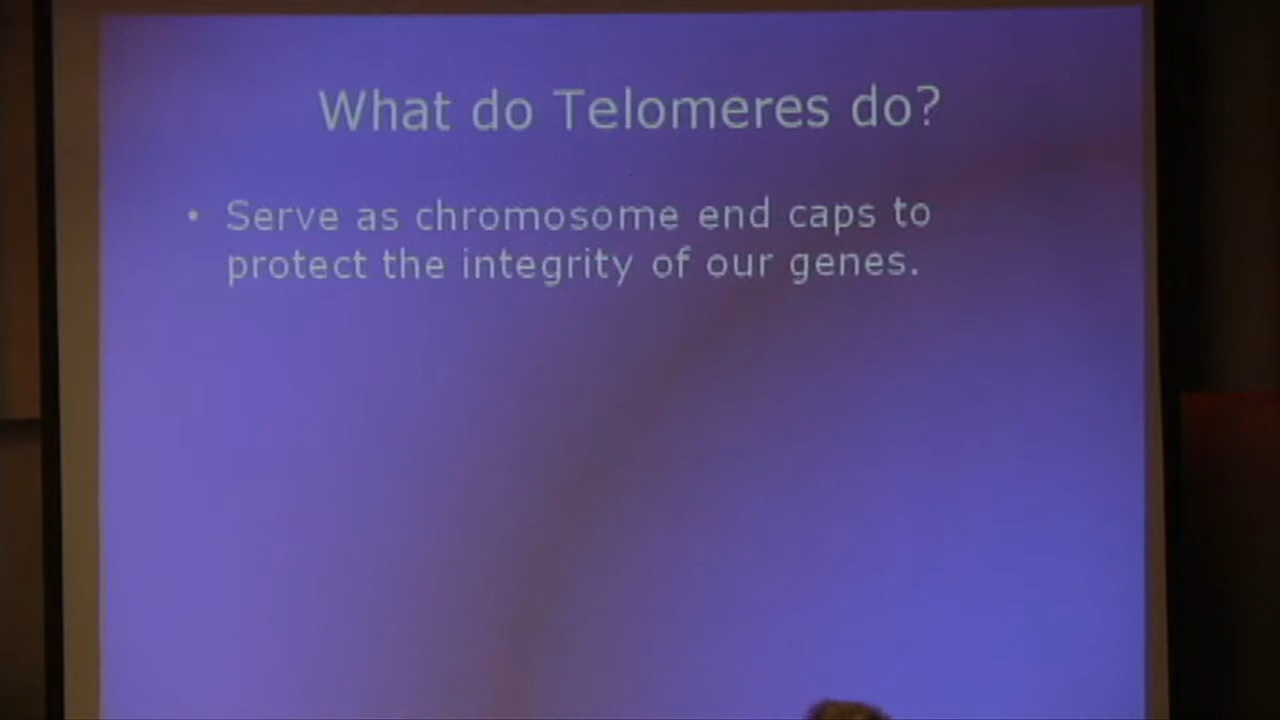 What do Telomeres do?
• Serve as chromosome end caps to
protect the integrity of our genes.